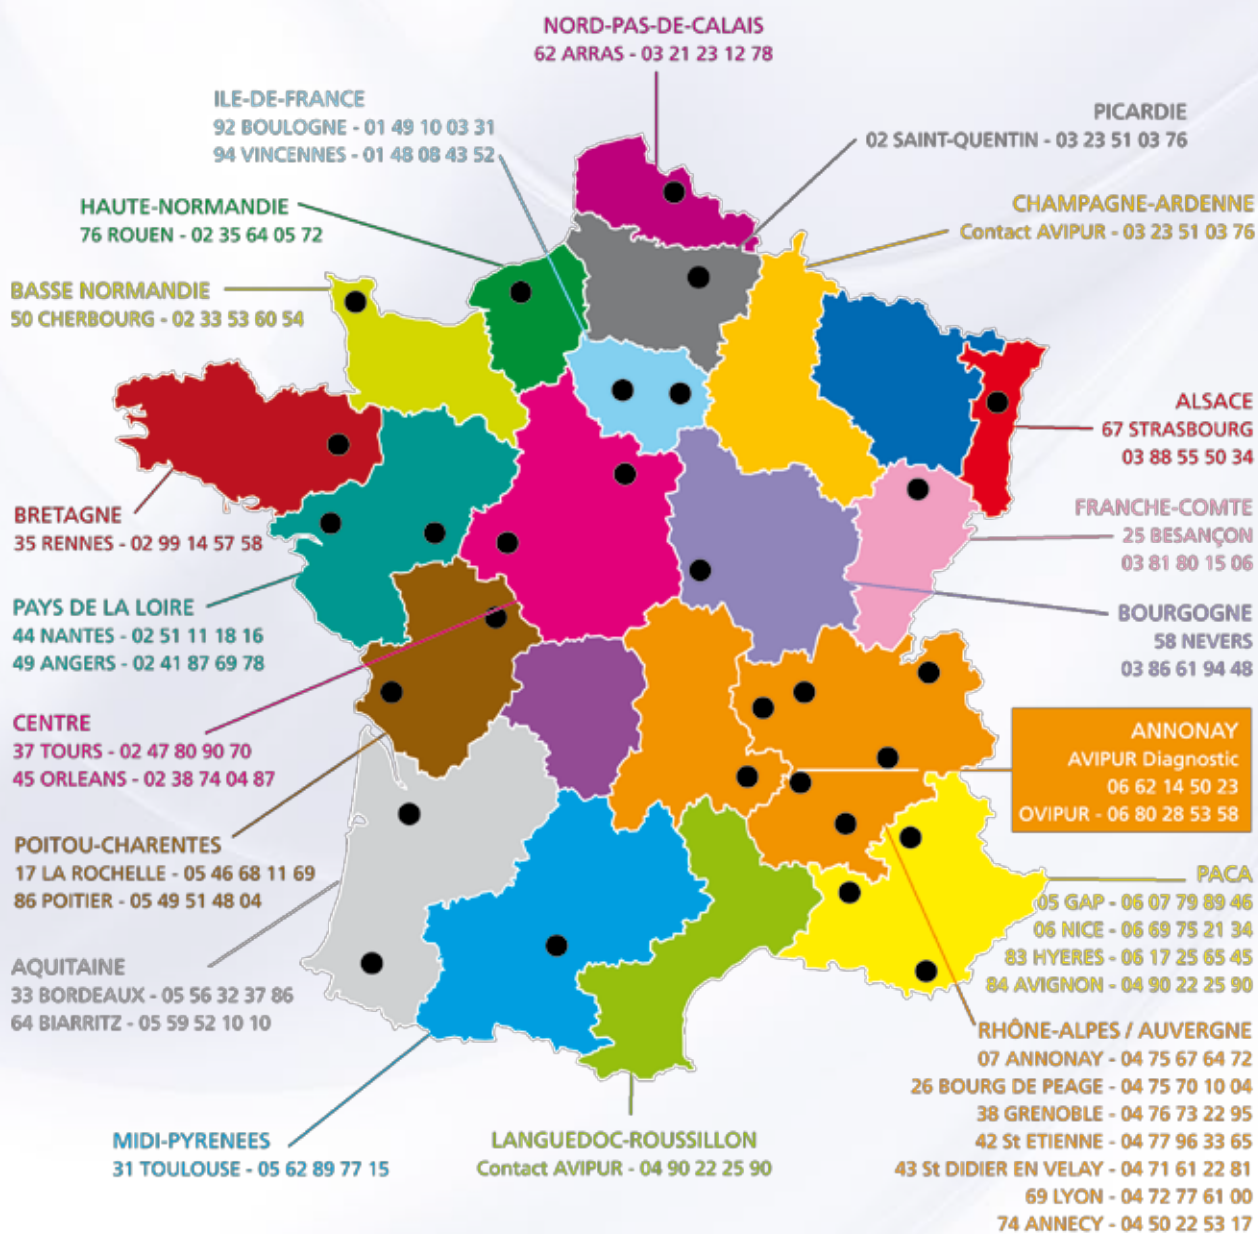 NORD-PAS-DE-CALAIS
62 ARRAS - 03 21 23 12 78
ILE-DE-FRANCE
92 BOULOGNE - 01 49 10 03 31
94 VINCENNES - 01 48 08 43 52
PICARDIE
02 SAINT-QUENTIN - 03 23 51 03 76
HAUTE-NORMANDIE
76 ROUEN - 02 35 64 05 72
CHAMPAGNE-ARDENNE
Contact AVIPUR - 03 23 51 03 76
BASSE NORMANDIE
50 CHERBOURG - 02 33 53 60 54
ALSACE
67 STRASBOURG
03 88 55 50 34
BRETAGNE
35 RENNES - 02 99 14 57 58
FRANCHE-COMTE
25 BESANÇON
03 81 80 15 06
PAYS DE LA LOIRE
44 NANTES - 02 51 11 18 16
49 ANGERS - 02 41 87 69 78
BOURGOGNE
58 NEVERS
03 86 61 94 48
CENTRE
37 TOURS - 02 47 80 90 70
45 ORLEANS - 02 38 74 04 87
ANNONAY
AVIPUR Diagnostic
06 62 14 50 23
OVIPUR - 06 80 28 53 58
POITOU-CHARENTES
17 LA ROCHELLE - 05 46 68 11 69
86 POITIER - 05 49 51 48 04
PACA
05 GAP - 06 07 79 89 46
06 NICE - 06 69 75 21 34
83 HYERES - 06 17 25 65 45
84 AVIGNON - 04 90 22 25 90
AQUITAINE
33 BORDEAUX - 05 56 32 37 86
64 BIARRITZ - 05 59 52 10 10
RHÔNE-ALPES / AUVERGNE
07 ANNONAY - 04 75 67 64 72
26 BOURG DE PEAGE - 04 75 70 10 04
38 GRENOBLE - 04 76 73 22 95
42 St ETIENNE - 04 77 96 33 65
43 St DIDIER EN VELAY - 04 71 61 22 81
69 LYON - 04 72 77 61 00
74 ANNECY - 04 50 22 53 17
MIDI-PYRENEES
31 TOULOUSE - 05 62 89 77 15
LANGUEDOC-ROUSSILLON
Contact AVIPUR - 04 90 22 25 90